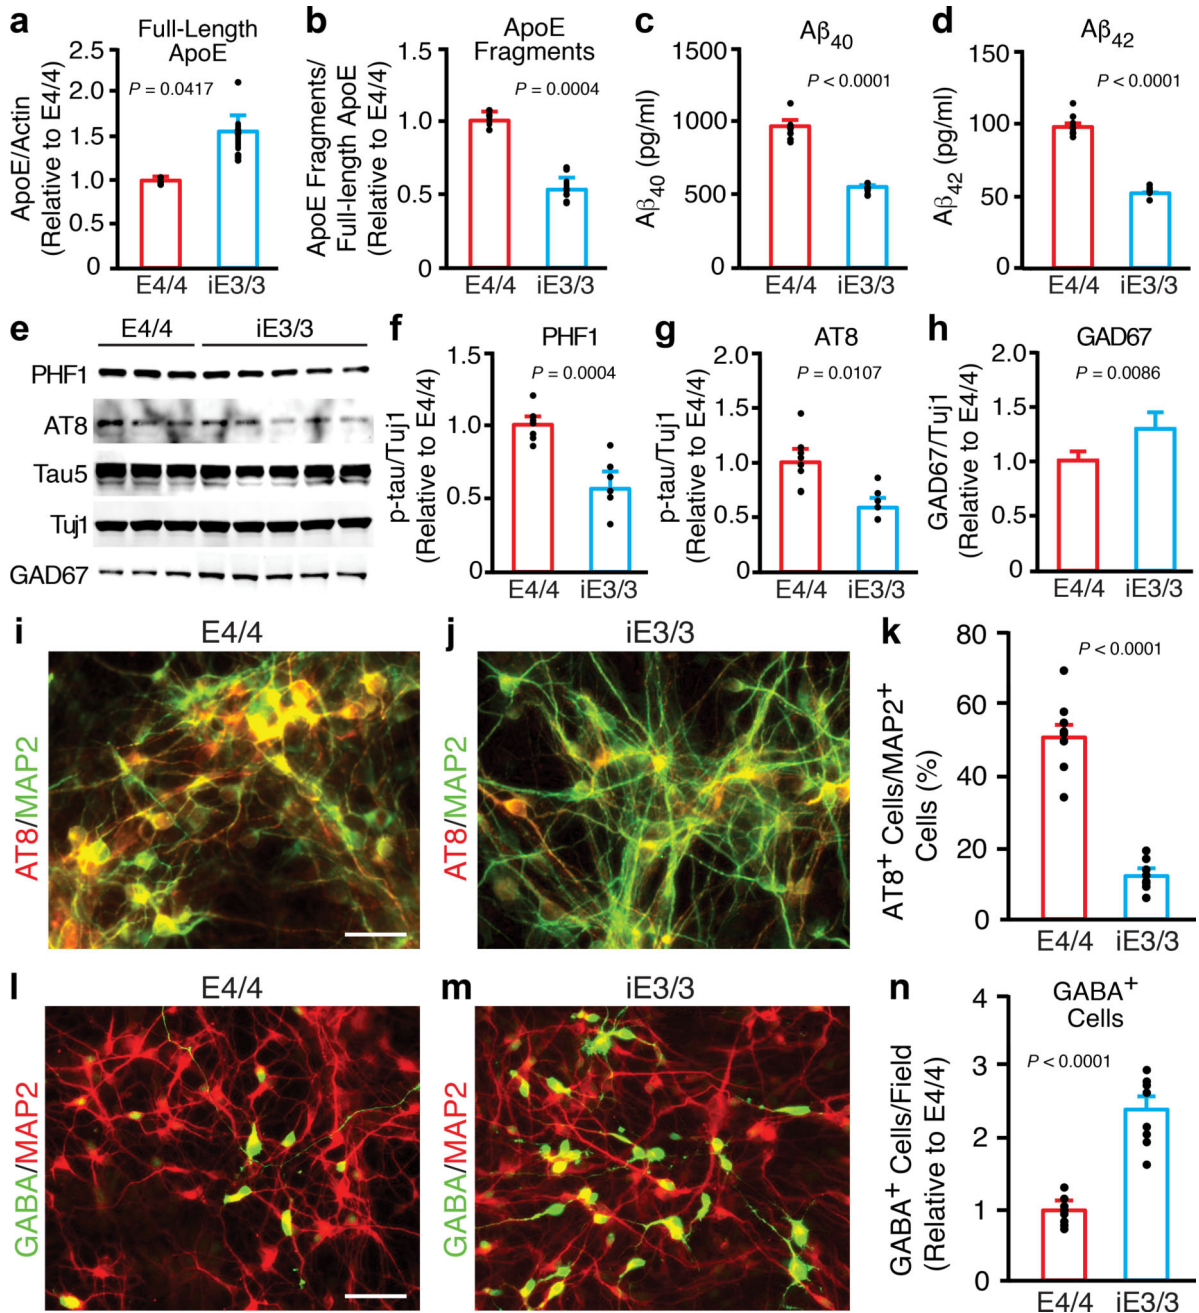 a
Full-Length
ApoE
P = 0.0417
ApoE/Actin
(Relative to E4/4)
2.5
2.0
1.5
1.0
0.5
0
E4/4 iE3/3
b
ApoE
Fragments
P = 0.0004
ApoE Fragments/
Full-length ApoE
(Relative to E4/4)
1.5
1.0
0.5
0
E4/4 iE3/3
c
Aβ40
P < 0.0001
Aβ40 (pg/ml)
1500
1000
500
0
E4/4 iE3/3
d
Aβ42
P < 0.0001
Aβ42 (pg/ml)
150
100
50
0
E4/4 iE3/3
e
E4/4 iE3/3
PHF1
AT8
Tau5
Tuj1
GAD67
f
PHF1
P = 0.0004
p-tau/Tuj1
(Relative to E4/4)
1.5
1.0
0.5
0
E4/4 iE3/3
g
AT8
P = 0.0107
p-tau/Tuj1
(Relative to E4/4)
2.0
1.5
1.0
0.5
0
E4/4 iE3/3
h
GAD67
P = 0.0086
GAD67/Tuj1
(Relative to E4/4)
2.0
1.5
1.0
0.5
0
E4/4 iE3/3
i
E4/4
AT8/MAP2
j
iE3/3
AT8/MAP2
k
P < 0.0001
AT8+ Cells/MAP2+
Cells (%)
80
60
40
20
0
E4/4 iE3/3
l
E4/4
GABA/MAP2
m
iE3/3
GABA/MAP2
n
GABA+
Cells
P < 0.0001
GABA+ Cells/Field
(Relative to E4/4)
4
3
2
1
0
E4/4 iE3/3